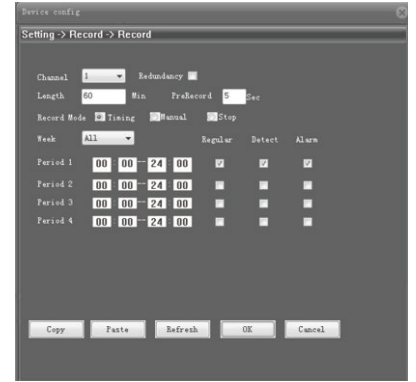 Device config
Setting -> Record -> Record
Channel 1 Redundancy
Length 60 Min PreRecord 5 Sec
Record Mode Timing Manual Stop
Week All Regular Detect Alarm
Period 1 00 : 00 -- 24 : 00
Period 2 00 : 00 -- 24 : 00
Period 3 00 : 00 -- 24 : 00
Period 4 00 : 00 -- 24 : 00
Copy Paste Refresh OK Cancel